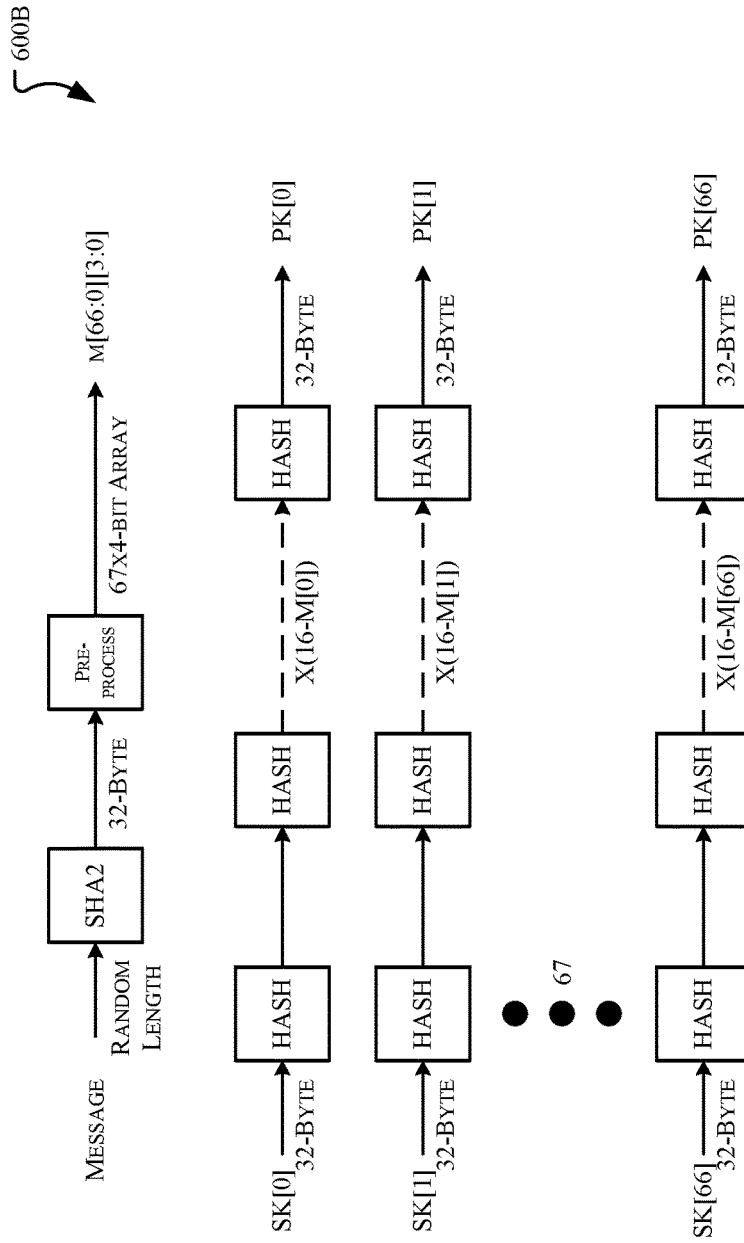 600B
MESSAGE
RANDOM
LENGTH
SHA2
32-BYTE
PRE-
PROCESS
67X4-BIT ARRAY
M[66:0][3:0]
SK[0]
32-BYTE
HASH
HASH
X(16-M[0])
HASH
32-BYTE
PK[0]
SK[1]
32-BYTE
HASH
HASH
X(16-M[1])
HASH
32-BYTE
PK[1]
67
SK[66]
32-BYTE
HASH
HASH
X(16-M[66])
HASH
32-BYTE
PK[66]